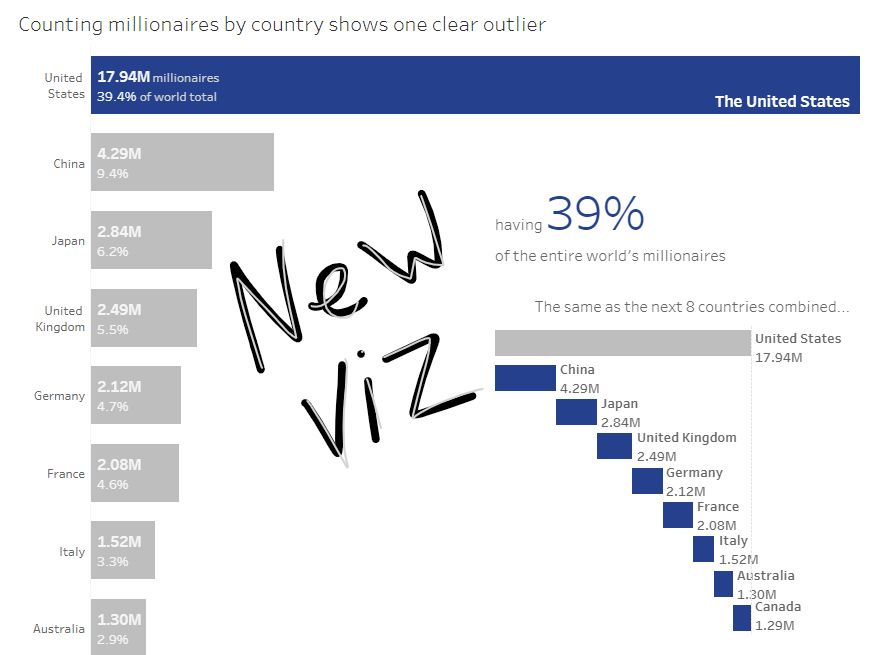 Counting millionaires by country shows one clear outlier
United States
17.94M millionaires
39.4% of world total
The United States
China
4.29M
9.4%
Japan
2.84M
6.2%
United Kingdom
2.49M
5.5%
Germany
2.12M
4.7%
France
2.08M
4.6%
Italy
1.52M
3.3%
Australia
1.30M
2.9%
New
Viz
having 39%
of the entire world's millionaires
The same as the next 8 countries combined...
United States
17.94M
China
4.29M
Japan
2.84M
United Kingdom
2.49M
Germany
2.12M
France
2.08M
Italy
1.52M
Australia
1.30M
Canada
1.29M